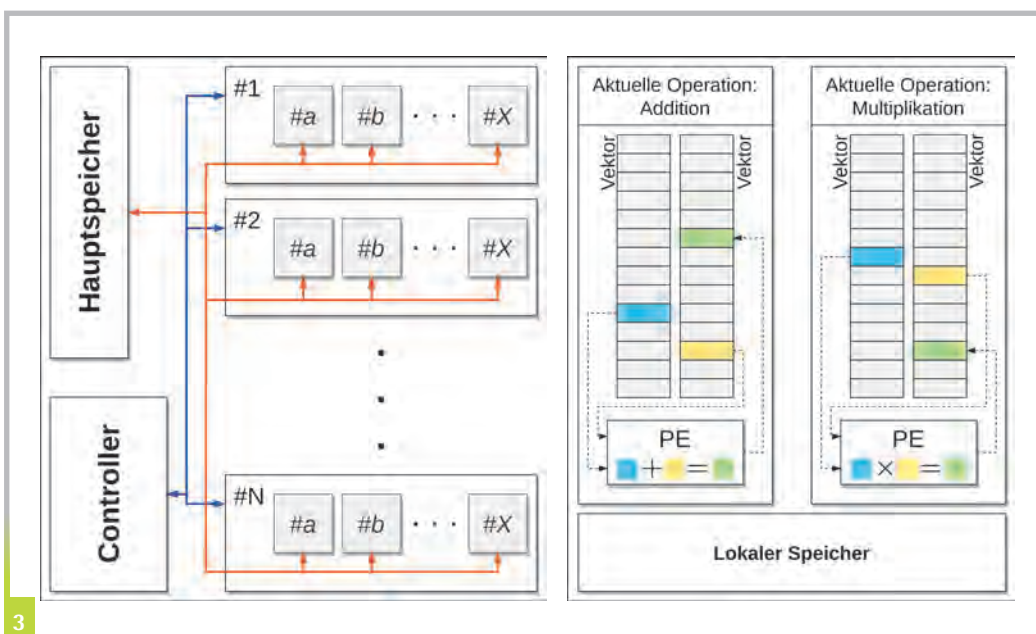 Hauptspeicher
Controller
#1
#a #b · · · #X
#2
#a #b · · · #X
#N
#a #b · · · #X
Aktuelle Operation:
Addition
Vektor
Vektor
PE
+ =
Aktuelle Operation:
Multiplikation
Vektor
Vektor
PE
× =
Lokaler Speicher
3